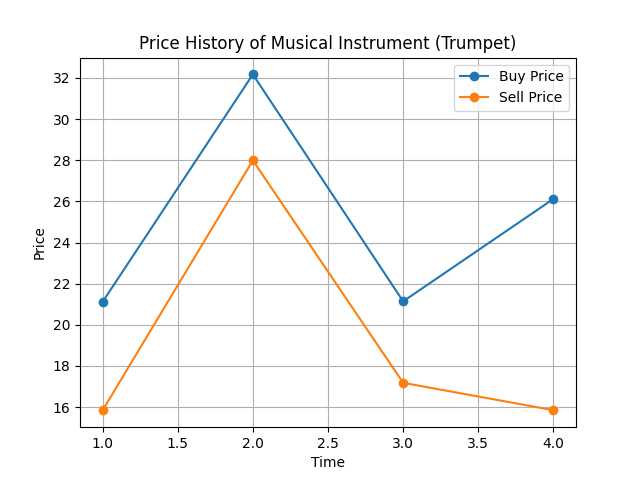 Price History of Musical Instrument (Trumpet)
Buy Price
Sell Price
32
30
28
26
24
22
20
18
16
Price
1.0 1.5 2.0 2.5 3.0 3.5 4.0
Time